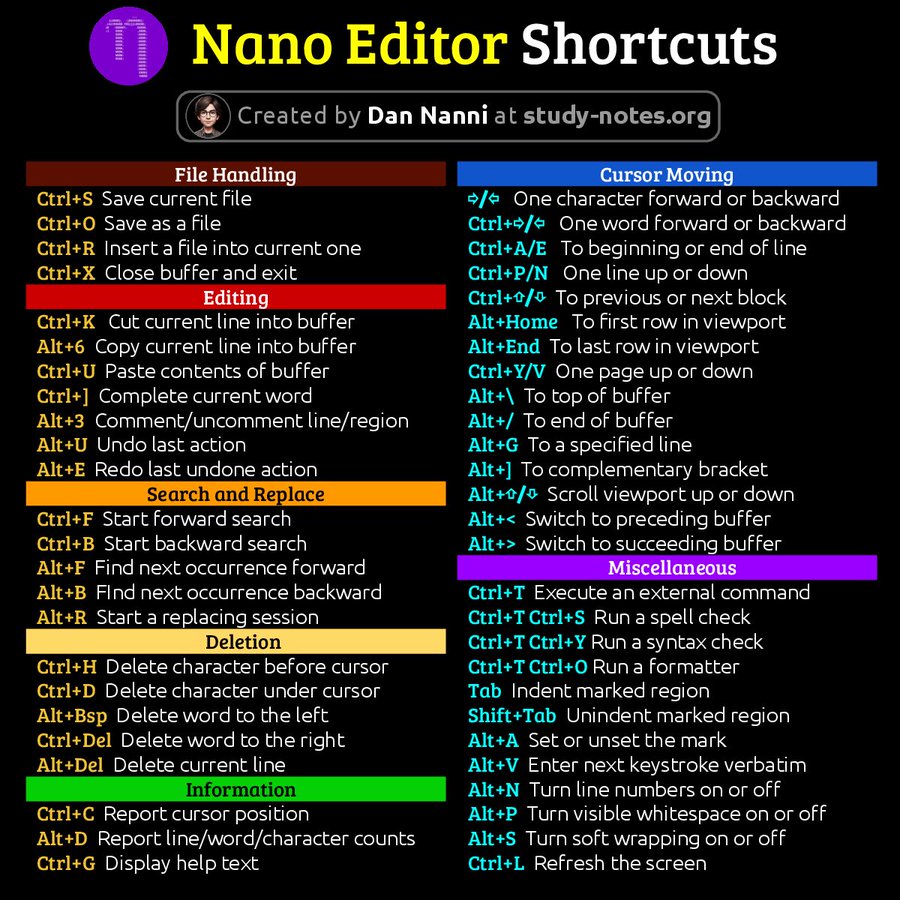 Nano Editor Shortcuts
Created by Dan Nanni at study-notes.org
File Handling
Ctrl+S Save current file
Ctrl+O Save as a file
Ctrl+R Insert a file into current one
Ctrl+X Close buffer and exit
Editing
Ctrl+K Cut current line into buffer
Alt+6 Copy current line into buffer
Ctrl+U Paste contents of buffer
Ctrl+] Complete current word
Alt+3 Comment/uncomment line/region
Alt+U Undo last action
Alt+E Redo last undone action
Search and Replace
Ctrl+F Start forward search
Ctrl+B Start backward search
Alt+F Find next occurrence forward
Alt+B FInd next occurrence backward
Alt+R Start a replacing session
Deletion
Ctrl+H Delete character before cursor
Ctrl+D Delete character under cursor
Alt+Bsp Delete word to the left
Ctrl+Del Delete word to the right
Alt+Del Delete current line
Information
Ctrl+C Report cursor position
Alt+D Report line/word/character counts
Ctrl+G Display help text
Cursor Moving
⇨/⇦ One character forward or backward
Ctrl+⇨/⇦ One word forward or backward
Ctrl+A/E To beginning or end of line
Ctrl+P/N One line up or down
Ctrl+⇧/⇩ To previous or next block
Alt+Home To first row in viewport
Alt+End To last row in viewport
Ctrl+Y/V One page up or down
Alt+\ To top of buffer
Alt+/ To end of buffer
Alt+G To a specified line
Alt+] To complementary bracket
Alt+⇧/⇩ Scroll viewport up or down
Alt+< Switch to preceding buffer
Alt+> Switch to succeeding buffer
Miscellaneous
Ctrl+T Execute an external command
Ctrl+T Ctrl+S Run a spell check
Ctrl+T Ctrl+Y Run a syntax check
Ctrl+T Ctrl+O Run a formatter
Tab Indent marked region
Shift+Tab Unindent marked region
Alt+A Set or unset the mark
Alt+V Enter next keystroke verbatim
Alt+N Turn line numbers on or off
Alt+P Turn visible whitespace on or off
Alt+S Turn soft wrapping on or off
Ctrl+L Refresh the screen